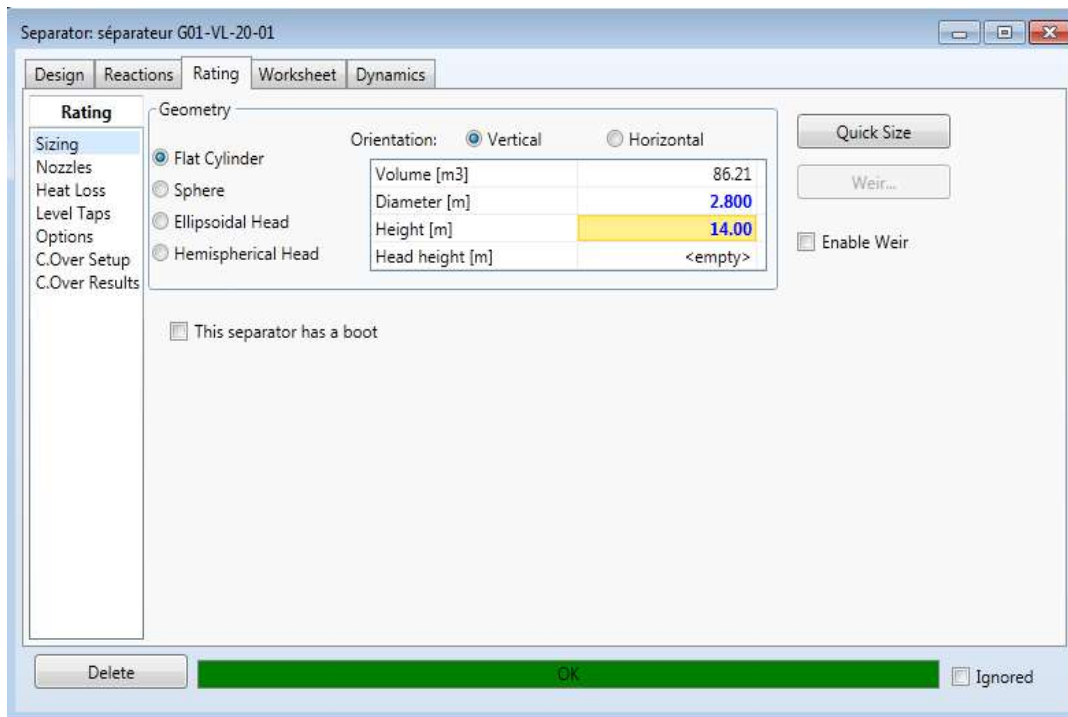 Separator: séparateur G01-VL-20-01
Design Reactions Rating Worksheet Dynamics
Rating
Sizing
Nozzles
Heat Loss
Level Taps
Options
C.Over Setup
C.Over Results
Geometry
Orientation: Vertical Horizontal
Flat Cylinder
Sphere
Ellipsoidal Head
Hemispherical Head
Volume [m3] 86.21
Diameter [m] 2.800
Height [m] 14.00
Head height [m] <empty>
Quick Size
Weir...
Enable Weir
This separator has a boot
Delete OK Ignored